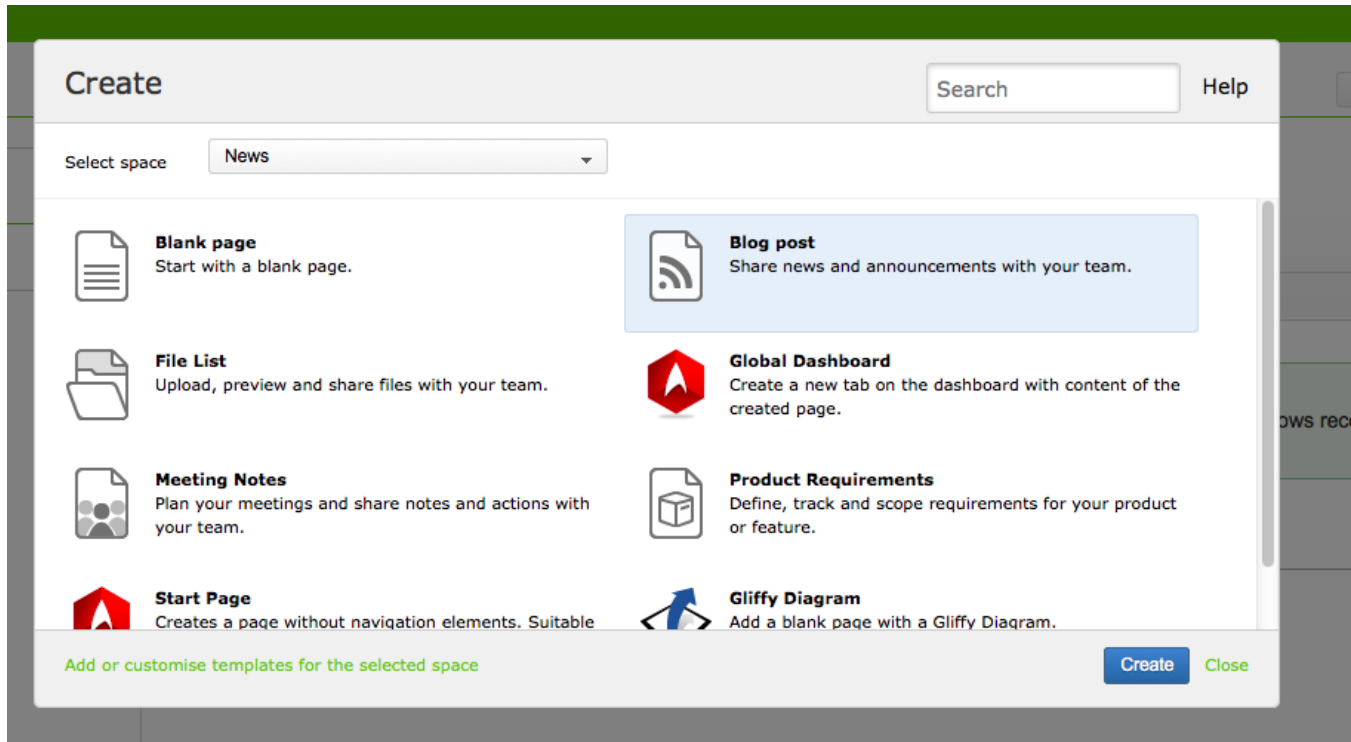 Create
Search
Help
Select space
News
Blank page
Start with a blank page.
Blog post
Share news and announcements with your team.
File List
Upload, preview and share files with your team.
Global Dashboard
Create a new tab on the dashboard with content of the
created page.
Meeting Notes
Plan your meetings and share notes and actions with
your team.
Product Requirements
Define, track and scope requirements for your product
or feature.
Start Page
Creates a page without navigation elements. Suitable
Gliffy Diagram
Add a blank page with a Gliffy Diagram.
Add or customise templates for the selected space
Create
Close